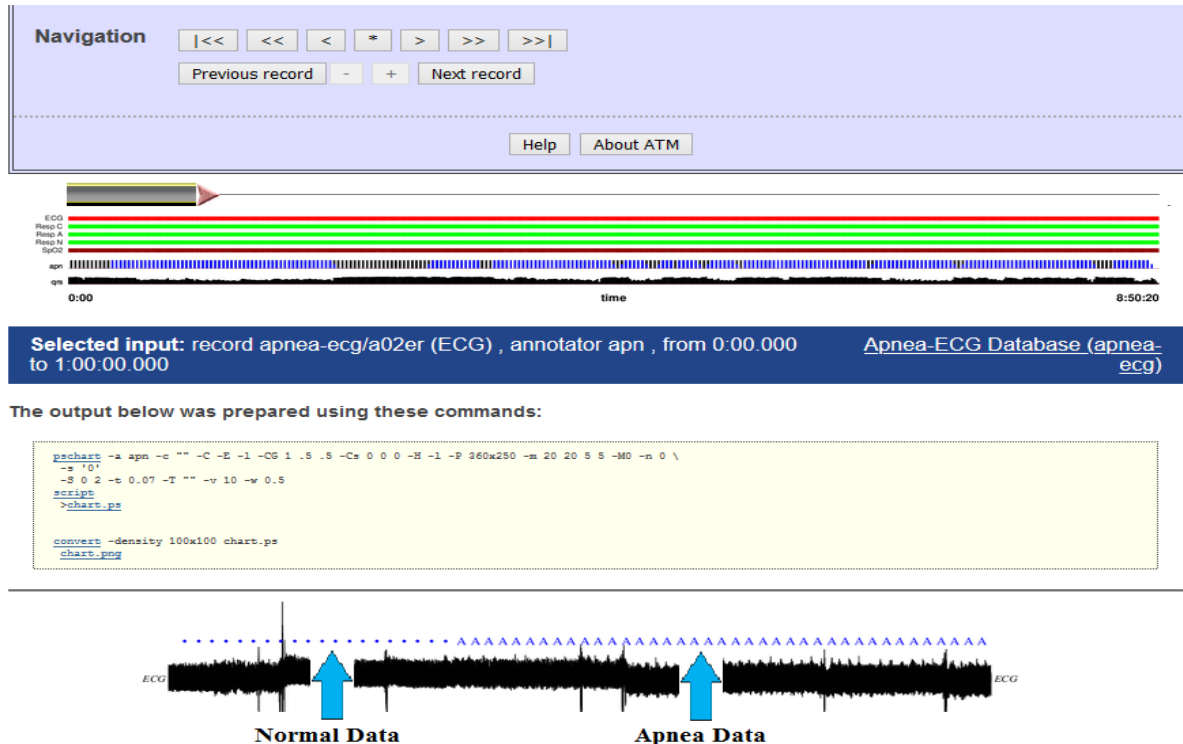 Navigation |<< << < * > >> >>|
Previous record - + Next record
Help About ATM
ECG
Resp C
Resp A
Resp N
SpO2
apn
qrs
0:00 time 8:50:20
Selected input: record apnea-ecg/a02er (ECG) , annotator apn , from 0:00.000
to 1:00:00.000
Apnea-ECG Database (apnea-
ecg)
The output below was prepared using these commands:
pschart -a apn -c "" -C -E -l -CG 1 .5 .5 -Cs 0 0 0 -H -l -P 360x250 -m 20 20 5 5 -M0 -n 0 \
-s '0'
-S 0 2 -t 0.07 -T "" -v 10 -w 0.5
script
>chart.ps
convert -density 100x100 chart.ps
chart.png
• • • • • • • • • • • • • • • • • • • • • A A A A A A A A A A A A A A A A A A A A A A A A A A A A A A A A A A A A A A A
ECG ECG
Normal Data Apnea Data